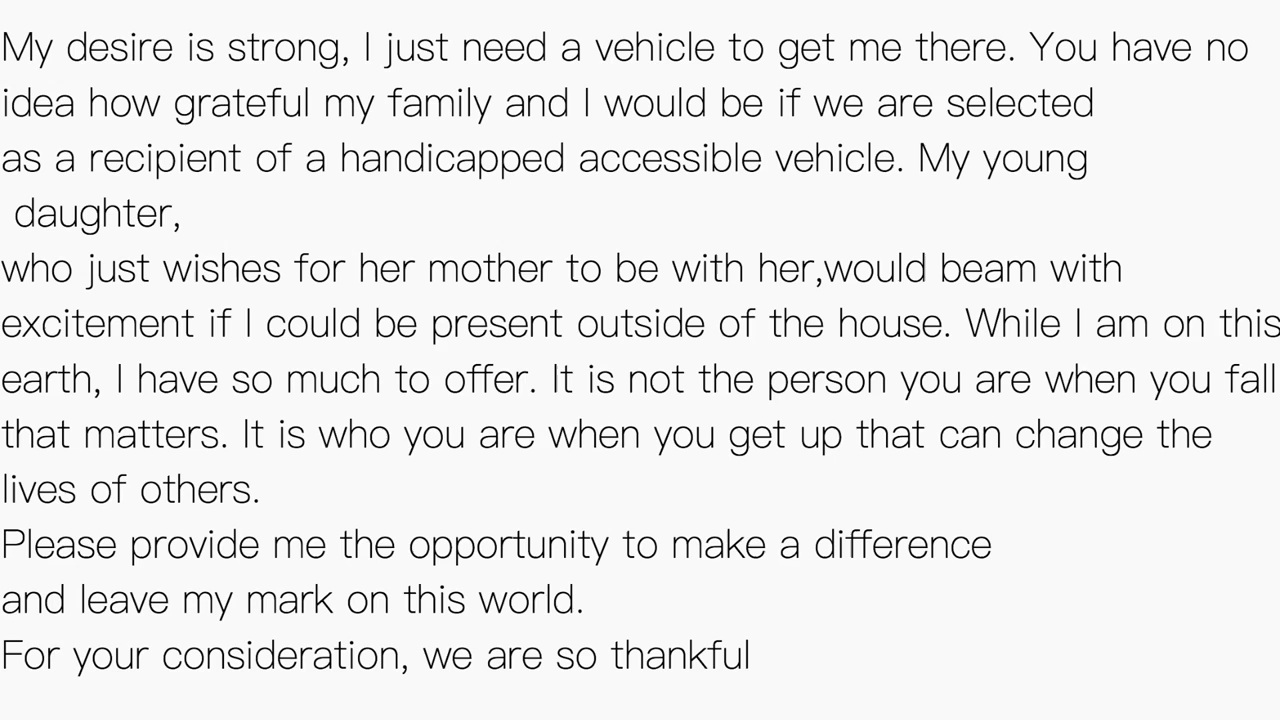 My desire is strong, I just need a vehicle to get me there. You have no
idea how grateful my family and I would be if we are selected
as a recipient of a handicapped accessible vehicle. My young
daughter,
who just wishes for her mother to be with her,would beam with
excitement if I could be present outside of the house. While I am on this
earth, I have so much to offer. It is not the person you are when you fall
that matters. It is who you are when you get up that can change the
lives of others.
Please provide me the opportunity to make a difference
and leave my mark on this world.
For your consideration, we are so thankful